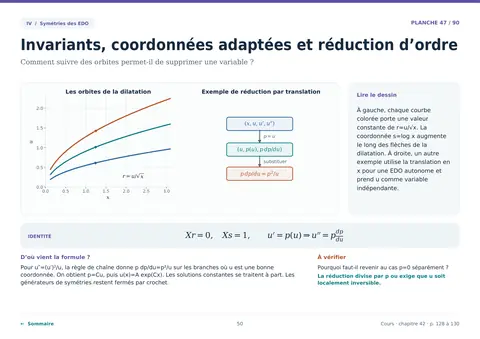 IV / Symétries des EDO
PLANCHE 47 / 90
Invariants, coordonnées adaptées et réduction d’ordre
Comment suivre des orbites permet-il de supprimer une variable ?
Les orbites de la dilatation
2.0
1.5
1.0
0.5
0.0
u
0.0 0.5 1.0 1.5 2.0 2.5 3.0
x
r=u/√x
Exemple de réduction par translation
(x, u, u', u'')
p=u
(u, p(u), p dp/du)
substituer
p dp/du = p²/u
Lire le dessin
À gauche, chaque courbe
colorée porte une valeur
constante de r=u/√x. La
coordonnée s=log x augmente
le long des flèches de la
dilatation. À droite, un autre
exemple utilise la translation en
x pour une EDO autonome et
prend u comme variable
indépendante.
IDENTITÉ
Xr = 0, Xs = 1, u' = p(u) ⇒ u'' = p dp/du
D’où vient la formule ?
Pour u″=(u′)²/u, la règle de chaîne donne p dp/du=p²/u sur les branches où u est une bonne
coordonnée. On obtient p=Cu, puis u(x)=A exp(Cx). Les solutions constantes se traitent à part. Les
générateurs de symétries restent fermés par crochet.
À vérifier
Pourquoi faut-il revenir au cas p=0 séparément ?
La réduction divise par p ou exige que u soit
localement inversible.
← Sommaire
50
Cours · chapitre 42 · p. 128 à 130